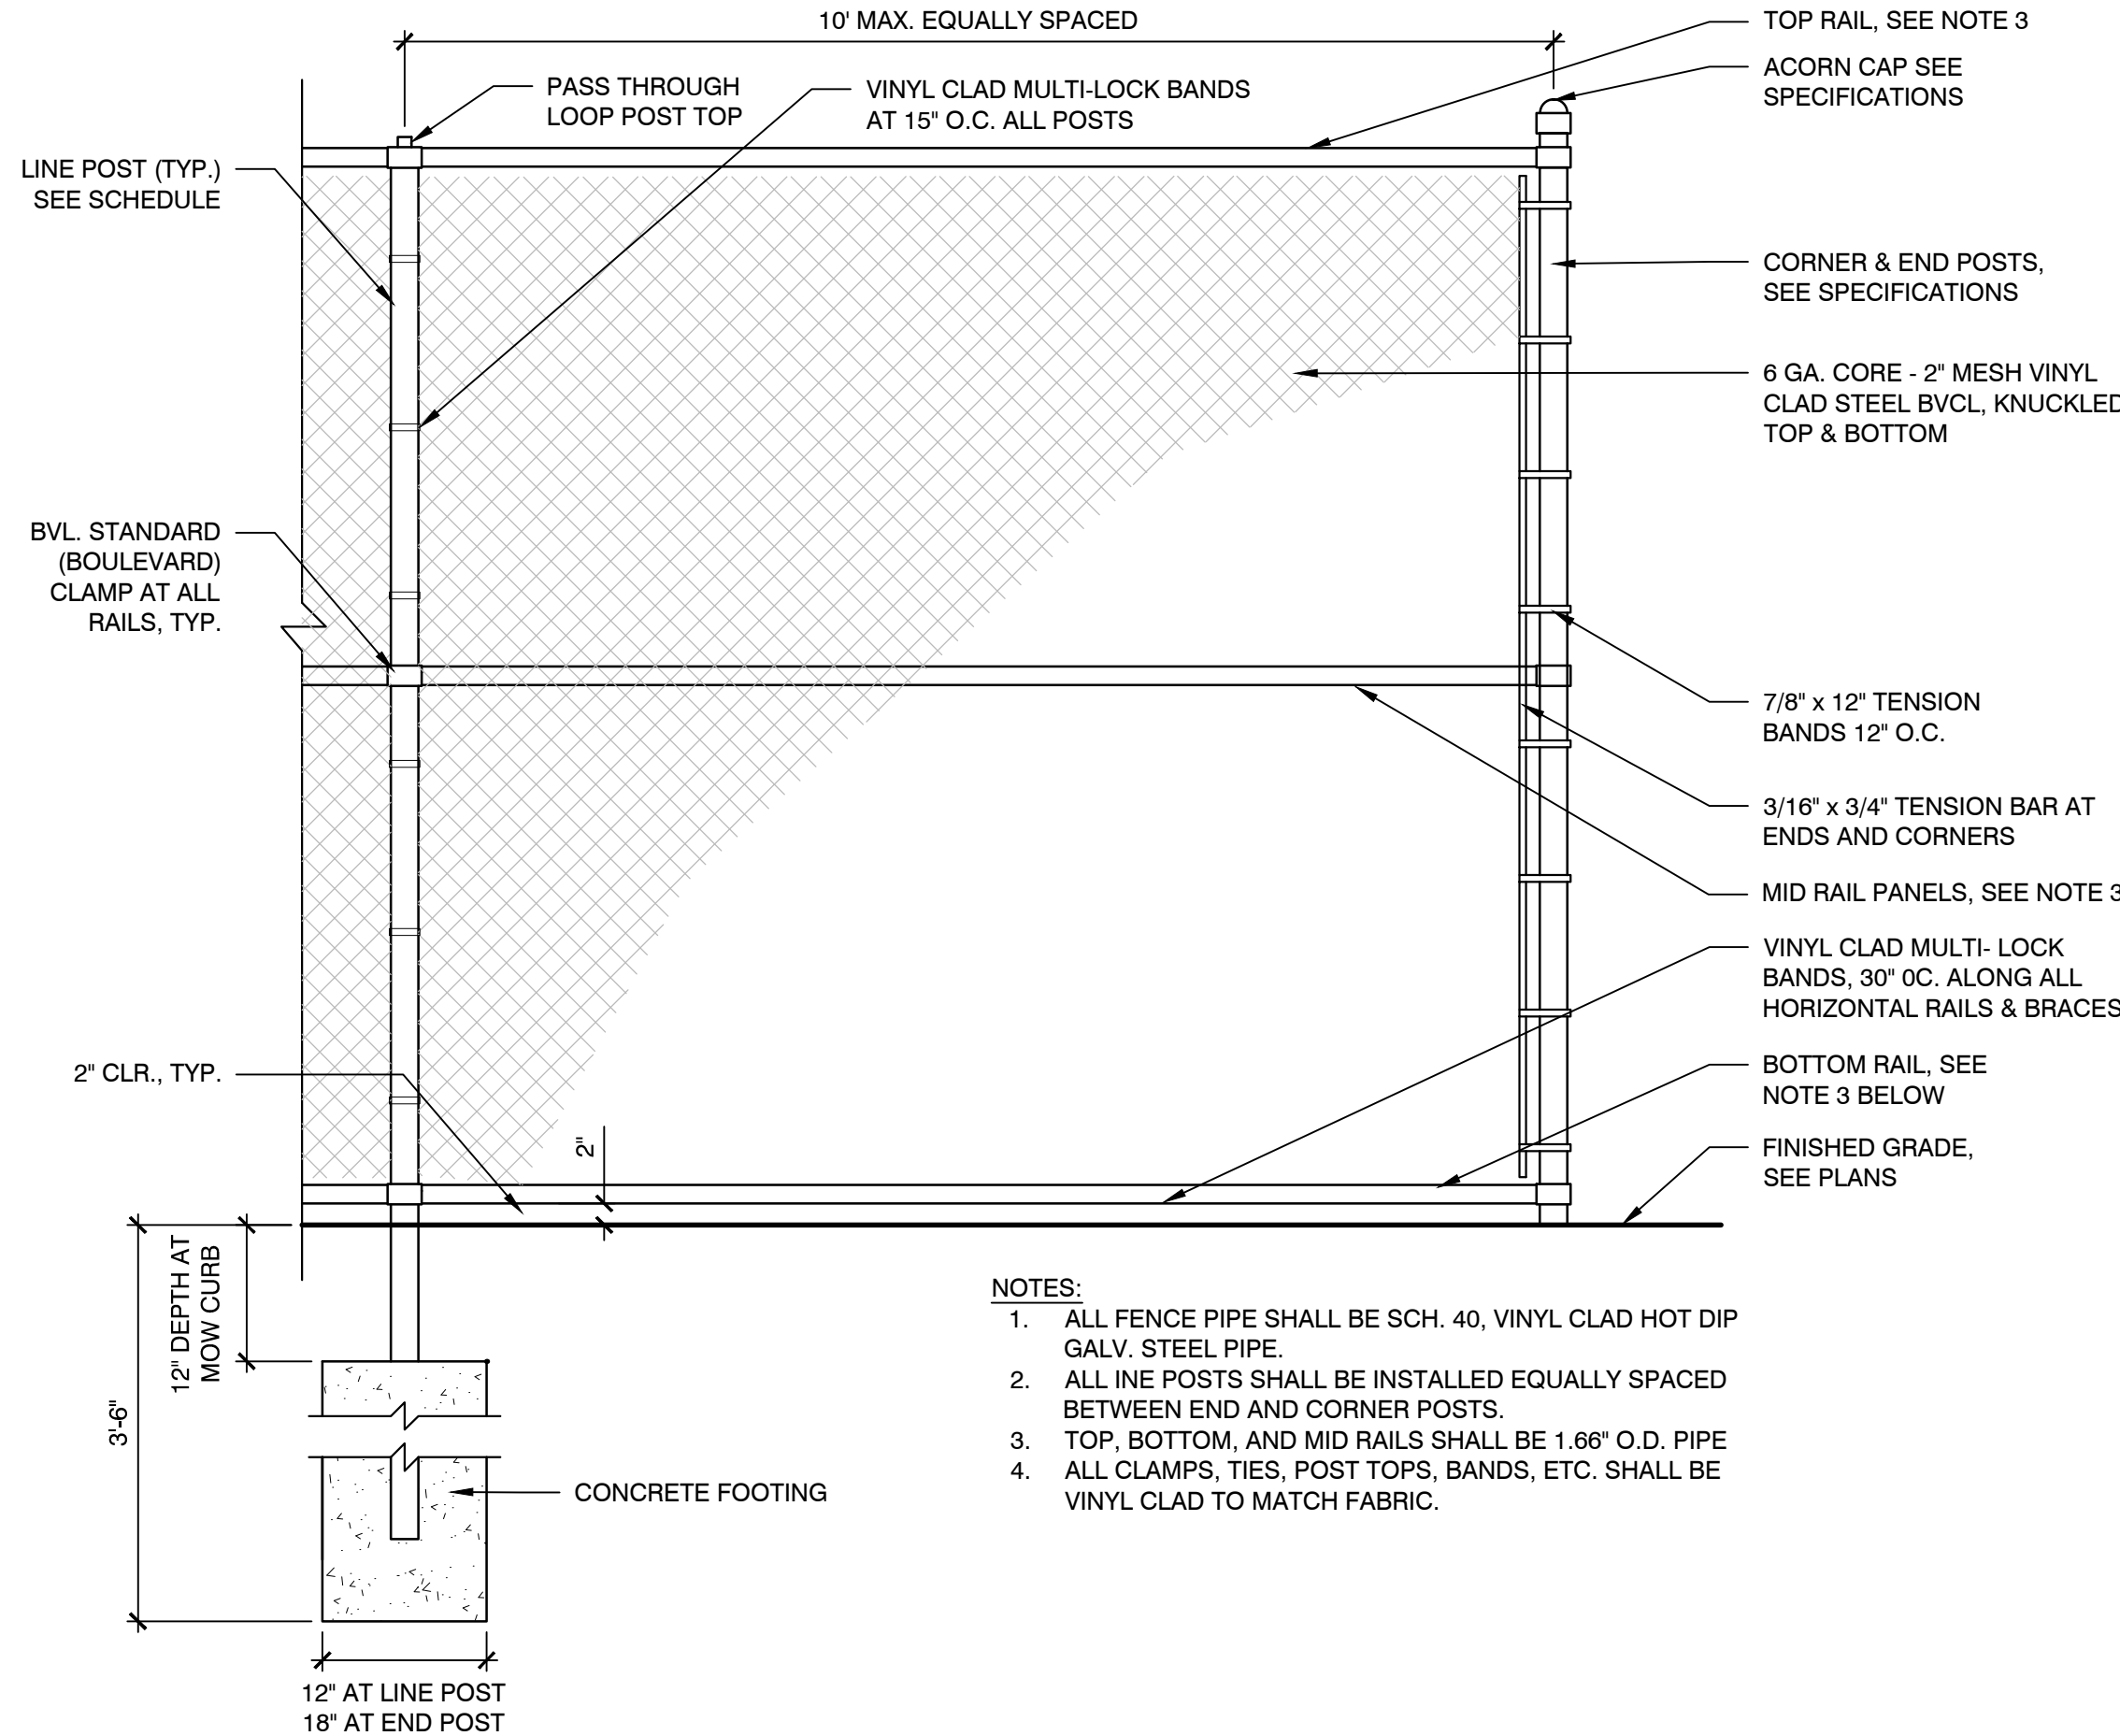 10' MAX. EQUALLY SPACED
TOP RAIL, SEE NOTE 3
ACORN CAP SEE
SPECIFICATIONS
PASS THROUGH
LOOP POST TOP
VINYL CLAD MULTI-LOCK BANDS
AT 15" O.C. ALL POSTS
LINE POST (TYP.)
SEE SCHEDULE
CORNER & END POSTS,
SEE SPECIFICATIONS
6 GA. CORE - 2" MESH VINYL
CLAD STEEL BVCL, KNUCKLED
TOP & BOTTOM
BVL. STANDARD
(BOULEVARD)
CLAMP AT ALL
RAILS, TYP.
7/8" x 12" TENSION
BANDS 12" O.C.
3/16" x 3/4" TENSION BAR AT
ENDS AND CORNERS
MID RAIL PANELS, SEE NOTE 3
VINYL CLAD MULTI- LOCK
BANDS, 30" 0C. ALONG ALL
HORIZONTAL RAILS & BRACES
2" CLR., TYP.
2"
BOTTOM RAIL, SEE
NOTE 3 BELOW
FINISHED GRADE,
SEE PLANS
12" DEPTH AT
MOW CURB
3'-6"
CONCRETE FOOTING
12" AT LINE POST
18" AT END POST
NOTES:
1. ALL FENCE PIPE SHALL BE SCH. 40, VINYL CLAD HOT DIP
GALV. STEEL PIPE.
2. ALL INE POSTS SHALL BE INSTALLED EQUALLY SPACED
BETWEEN END AND CORNER POSTS.
3. TOP, BOTTOM, AND MID RAILS SHALL BE 1.66" O.D. PIPE
4. ALL CLAMPS, TIES, POST TOPS, BANDS, ETC. SHALL BE
VINYL CLAD TO MATCH FABRIC.